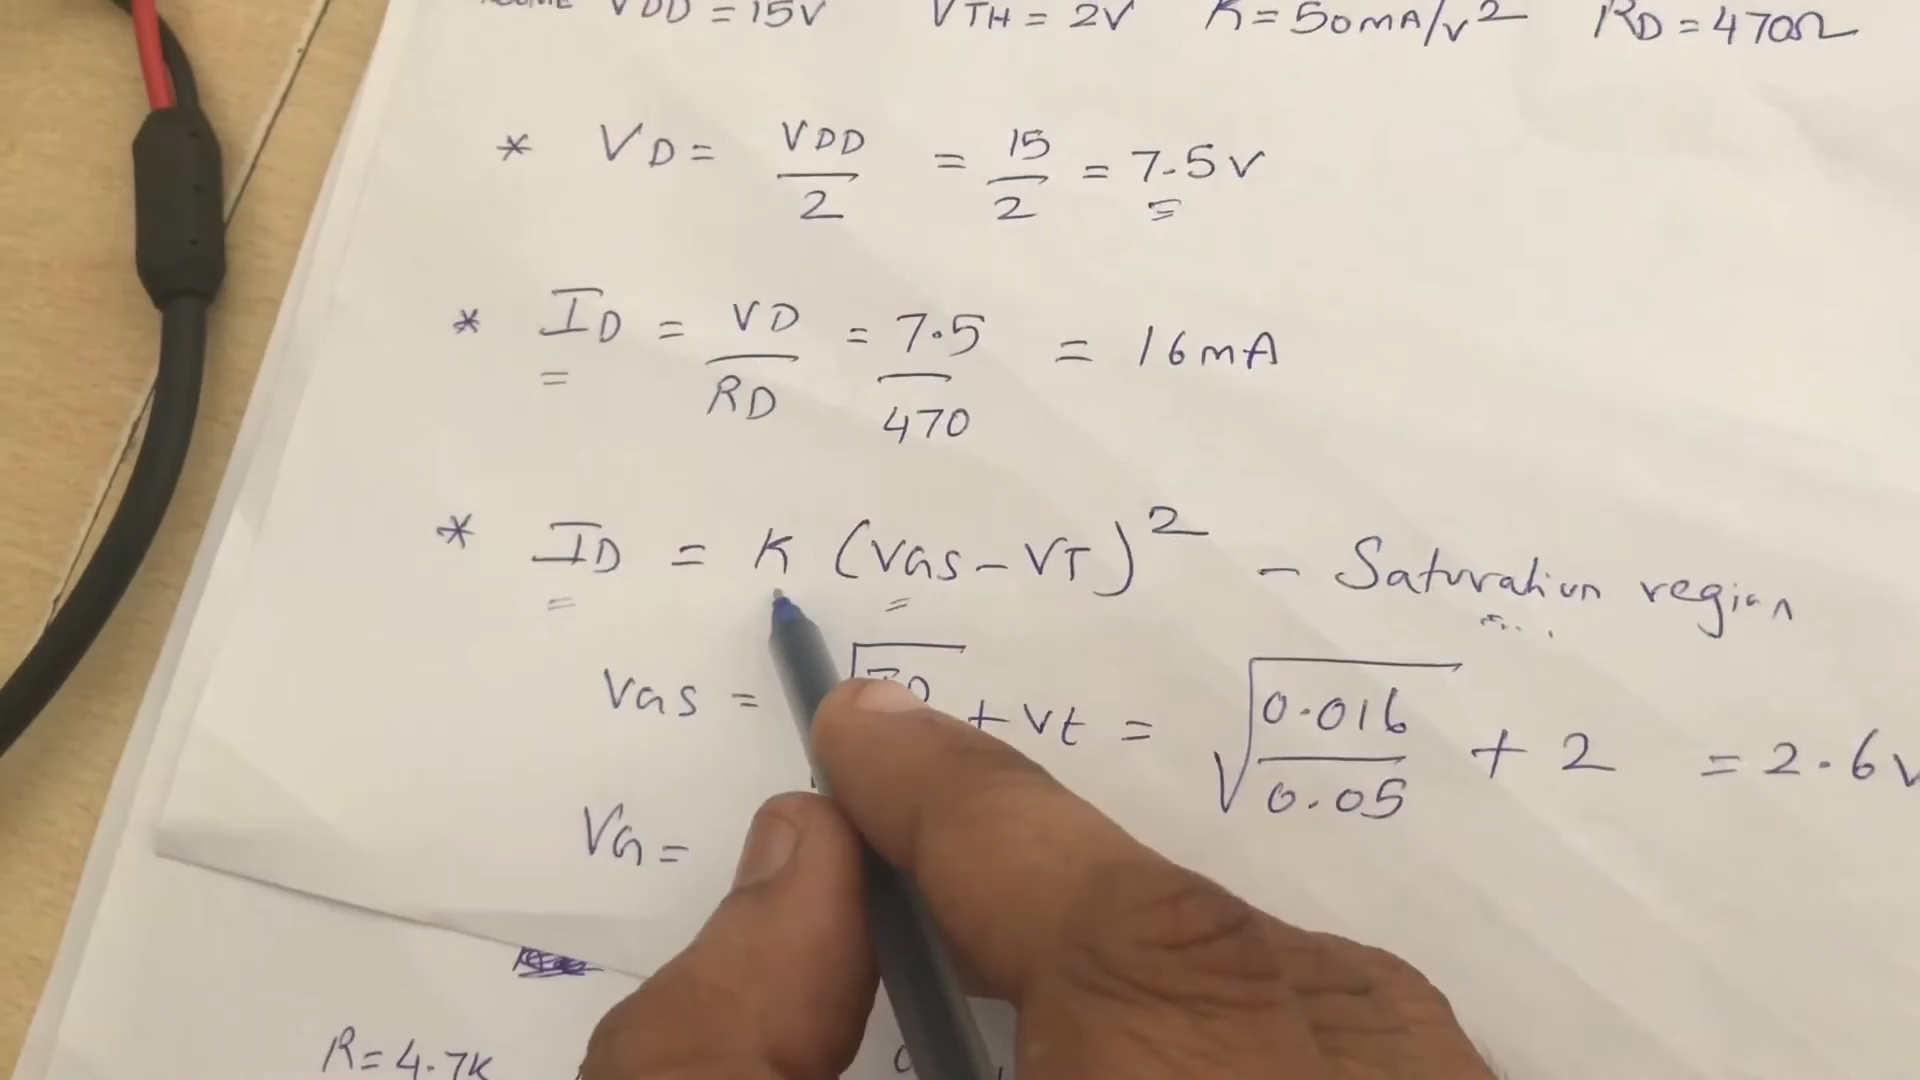 VDD = 15V VTH = 2V K = 50mA/V2 RD = 470Ω
* VD = VDD/2 = 15/2 = 7.5V
* ID = VD/RD = 7.5/470 = 16mA
* ID = K (VGS - VT)2 - Saturation region
VGS = + Vt = √0.016/0.05 + 2 = 2.6V
VG =
R = 4.7K